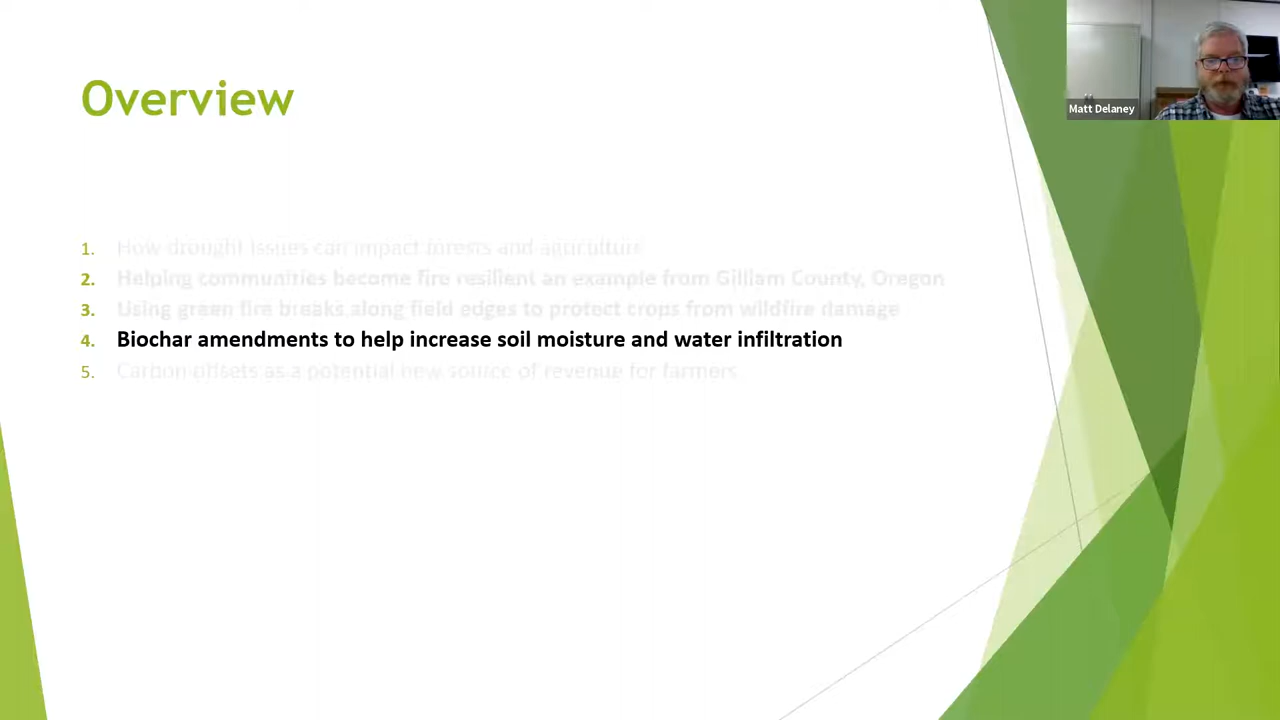 Overview
Matt Delaney
1. How drought issues can impact forests and agriculture
2. Helping communities become fire resilient an example from Gilliam County, Oregon
3. Using green fire breaks along field edges to protect crops from wildfire damage
4. Biochar amendments to help increase soil moisture and water infiltration
5. Carbon offsets as a potential new source of revenue for farmers